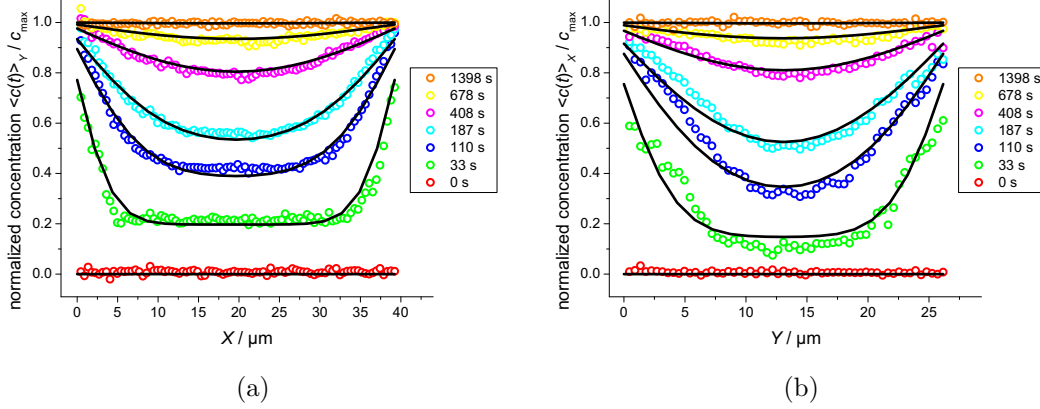 normalized concentration <c(t)>Y / cmax
1.0
0.8
0.6
0.4
0.2
0.0
0 5 10 15 20 25 30 35 40
X / µm
1398 s
678 s
408 s
187 s
110 s
33 s
0 s
(a)
normalized concentration <c(t)>X / cmax
1.0
0.8
0.6
0.4
0.2
0.0
0 5 10 15 20 25
Y / µm
1398 s
678 s
408 s
187 s
110 s
33 s
0 s
(b)